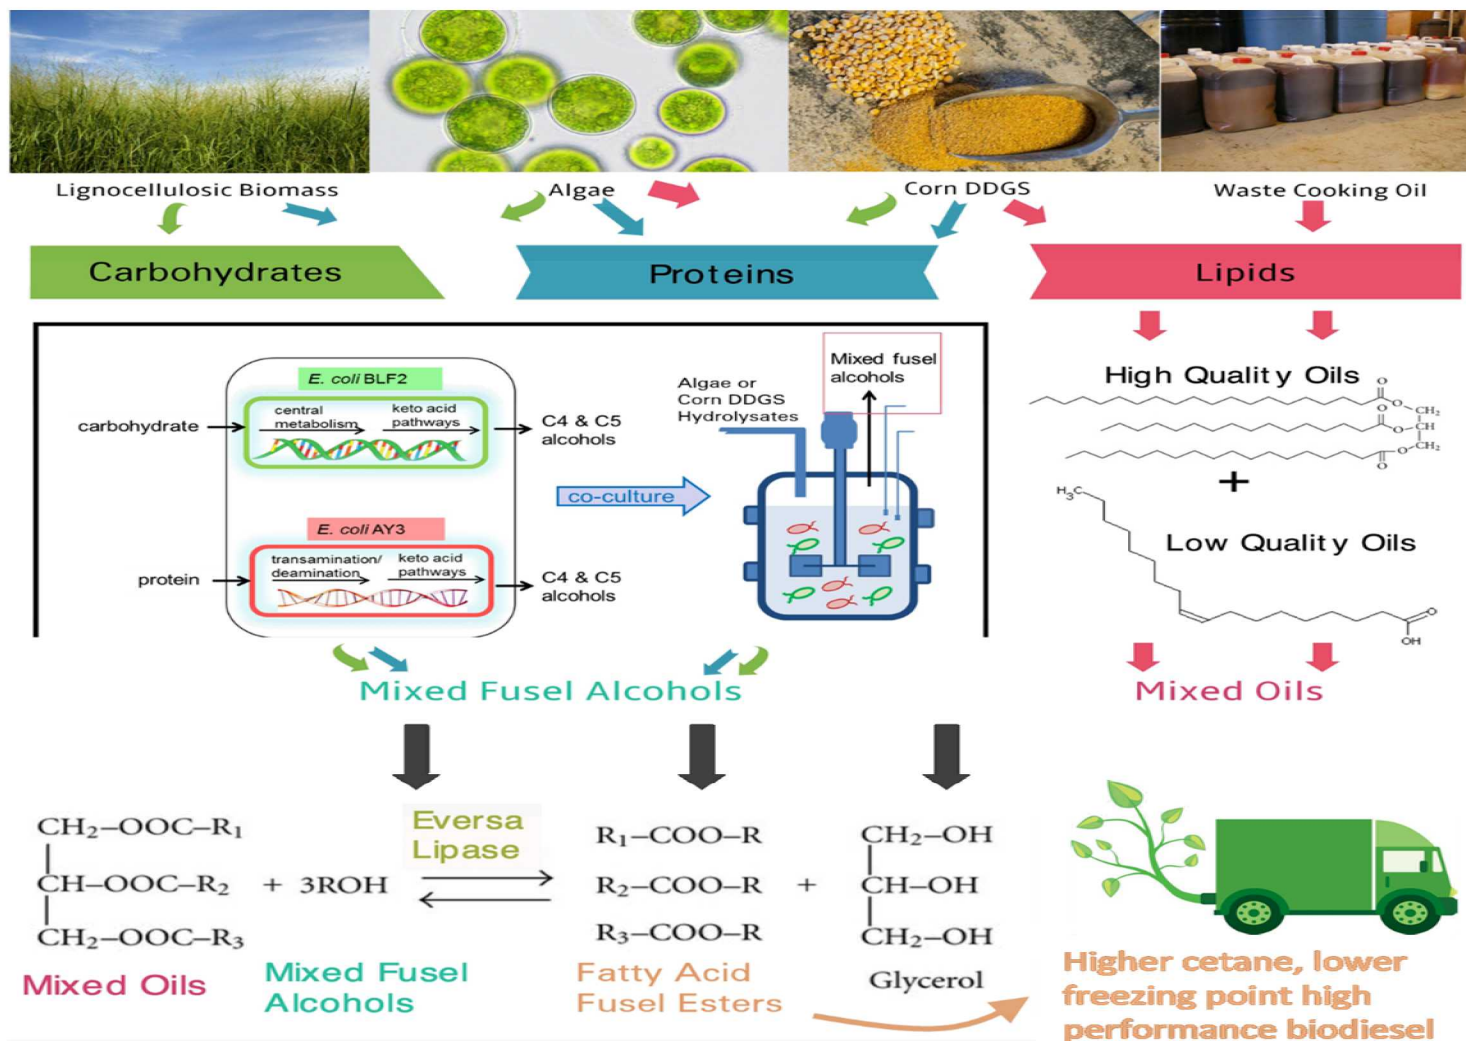 Lignocellulosic Biomass
Algae
Corn DDGS
Waste Cooking Oil
Carbohydrates
Proteins
Lipids
E. coli BLF2
carbohydrate
central
metabolism
keto acid
pathways
C4 & C5
alcohols
E. coli AY3
protein
transamination/
deamination
keto acid
pathways
C4 & C5
alcohols
co-culture
Algae or
Corn DDGS
Hydrolysates
Mixed fusel
alcohols
High Quality Oils
O
O
CH2
O
O
CH
O
CH2
O
+
H3C
Low Quality Oils
O
OH
Mixed Fusel Alcohols
Mixed Oils
CH2–OOC–R1
CH–OOC–R2 + 3ROH
CH2–OOC–R3
Eversa
Lipase
R1–COO–R
R2–COO–R +
R3–COO–R
CH2–OH
CH–OH
CH2–OH
Mixed Oils
Mixed Fusel
Alcohols
Fatty Acid
Fusel Esters
Glycerol
Higher cetane, lower
freezing point high
performance biodiesel